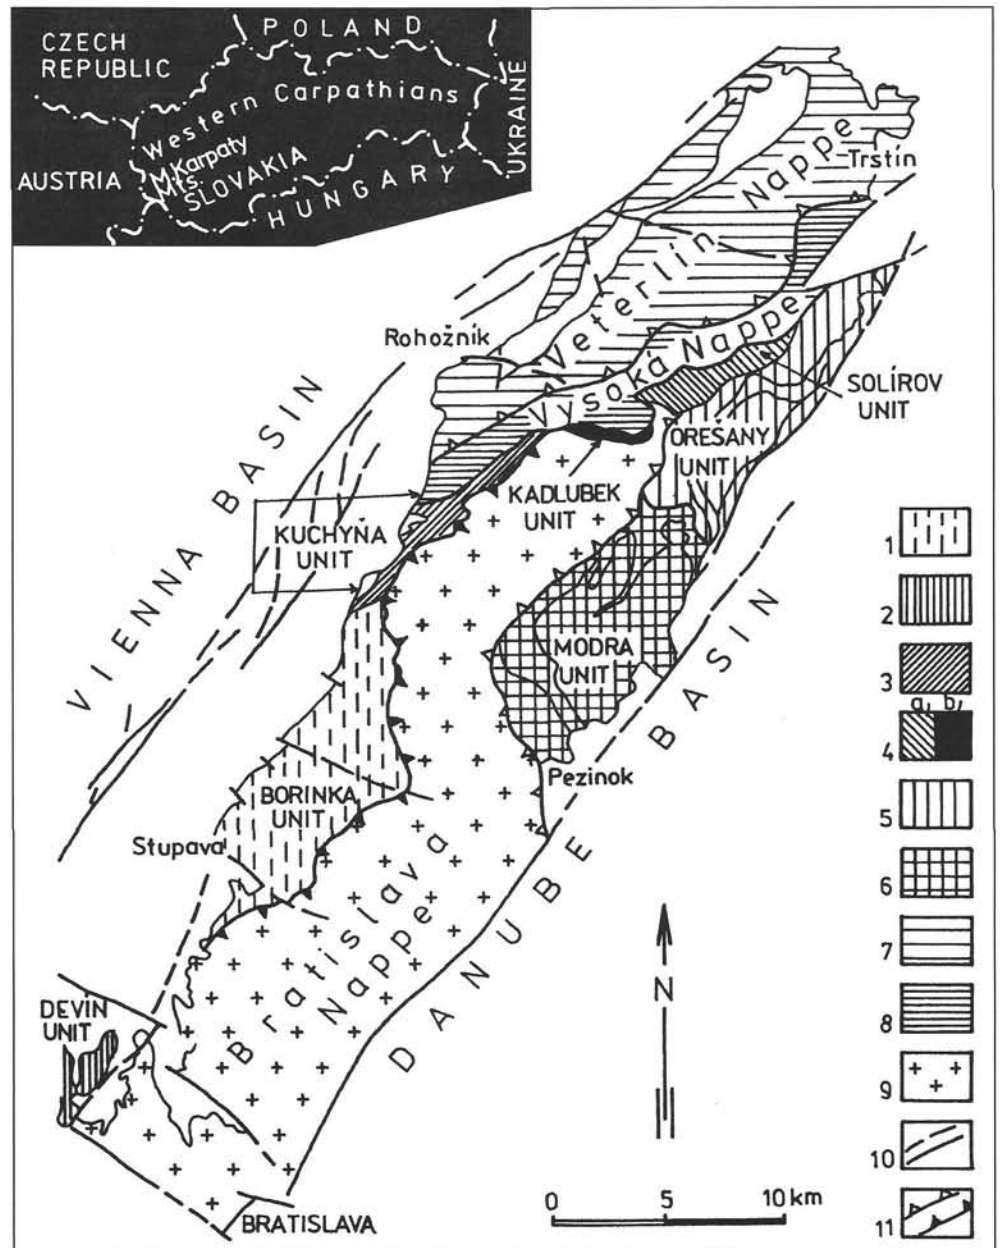 CZECH
REPUBLIC
POLAND
UKRAINE
Western Carpathians
M.Karpaty
Mts.
SLOVAKIA
AUSTRIA
HUNGARY
Trstín
Veterlín Nappe
Rohožník
Vysoká Nappe
SOLÍROV
UNIT
OREŠANY
UNIT
KADLUBEK
UNIT
KUCHYŇA
UNIT
VIENNA BASIN
MODRA
UNIT
Pezinok
BORINKA
UNIT
Stupava
Bratislava
Nappe
DANUBE BASIN
DEVÍN
UNIT
BRATISLAVA
N
0 5 10 km
1
2
3
a, b,
4
5
6
7
8
9
10
11